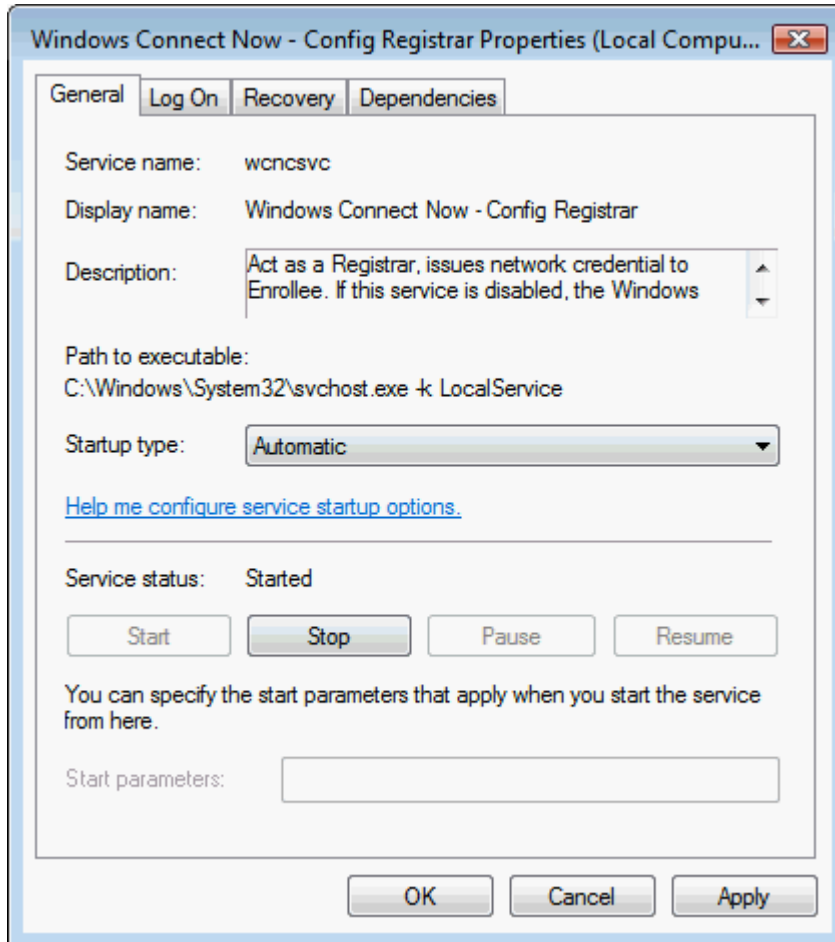 Windows Connect Now - Config Registrar Properties (Local Compu...
General Log On Recovery Dependencies
Service name: wcncsvc
Display name: Windows Connect Now - Config Registrar
Description: Act as a Registrar, issues network credential to
Enrollee. If this service is disabled, the Windows
Path to executable:
C:\Windows\System32\svchost.exe -k LocalService
Startup type: Automatic
Help me configure service startup options.
Service status: Started
Start Stop Pause Resume
You can specify the start parameters that apply when you start the service
from here.
Start parameters:
OK Cancel Apply